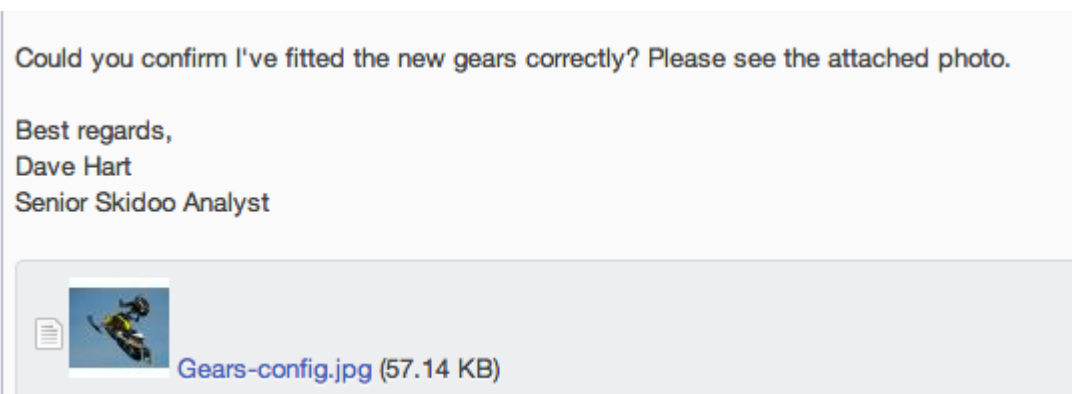 Could you confirm I've fitted the new gears correctly? Please see the attached photo.
Best regards,
Dave Hart
Senior Skidoo Analyst
Gears-config.jpg (57.14 KB)